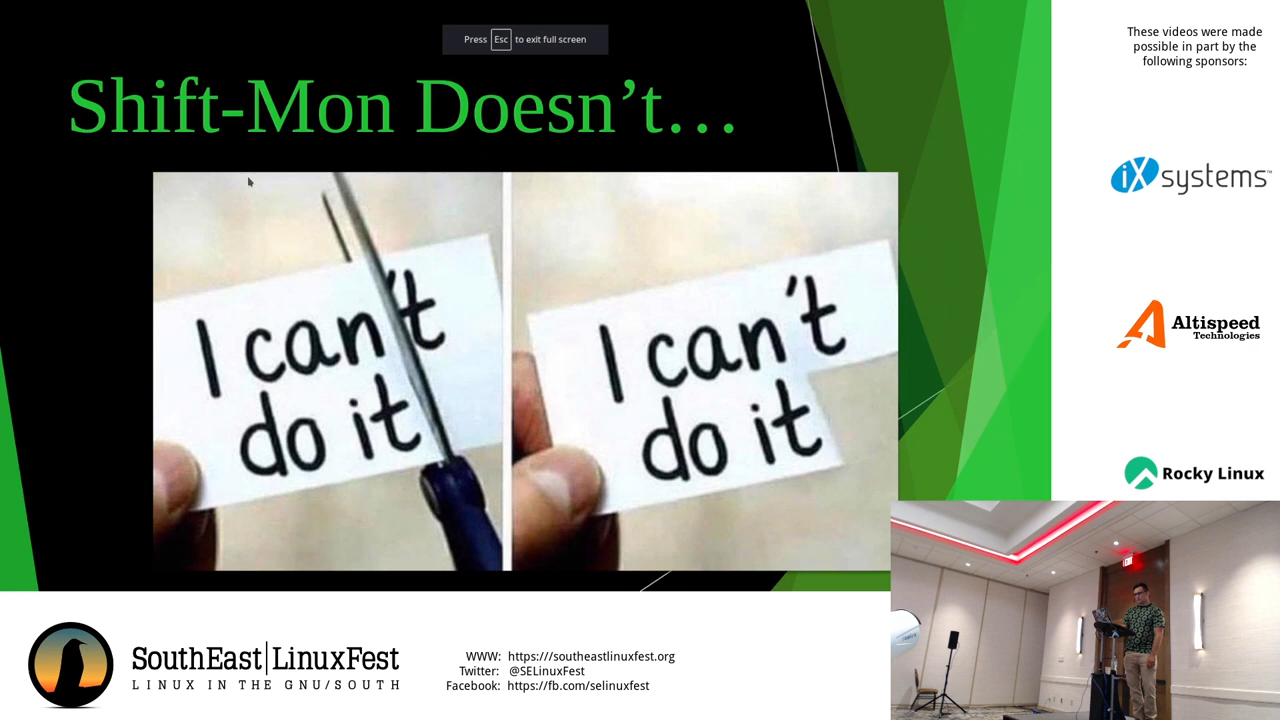 Press Esc to exit full screen
Shift-Mon Doesn’t…
I can't
do it
I can't
do it
These videos were made
possible in part by the
following sponsors:
iX systems™
Altispeed
Technologies
Rocky Linux
SouthEast LinuxFest
LINUX IN THE GNU/SOUTH
WWW: https:///southeastlinuxfest.org
Twitter: @SELinuxFest
Facebook: https://fb.com/selinuxfest
EXIT